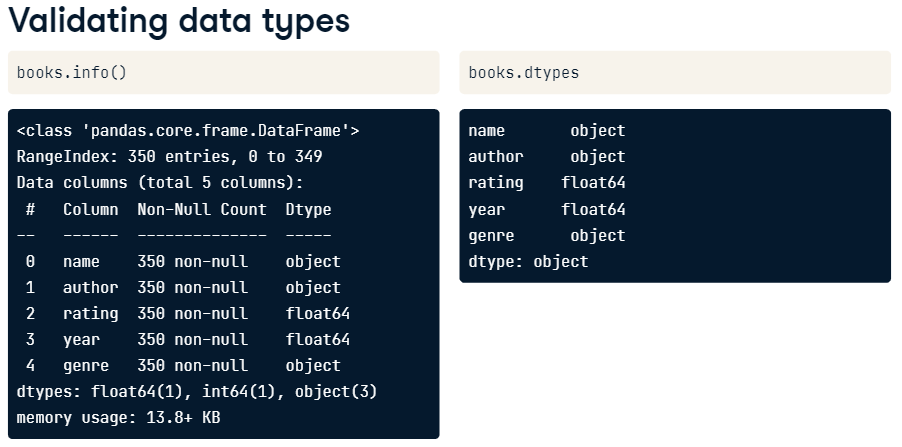 Validating data types
books.info()
<class 'pandas.core.frame.DataFrame'>
RangeIndex: 350 entries, 0 to 349
Data columns (total 5 columns):
 #   Column  Non-Null Count  Dtype
--   ------  --------------  -----
 0   name    350 non-null    object
 1   author  350 non-null    object
 2   rating  350 non-null    float64
 3   year    350 non-null    float64
 4   genre   350 non-null    object
dtypes: float64(1), int64(1), object(3)
memory usage: 13.8+ KB
books.dtypes
name       object
author     object
rating    float64
year      float64
genre      object
dtype: object